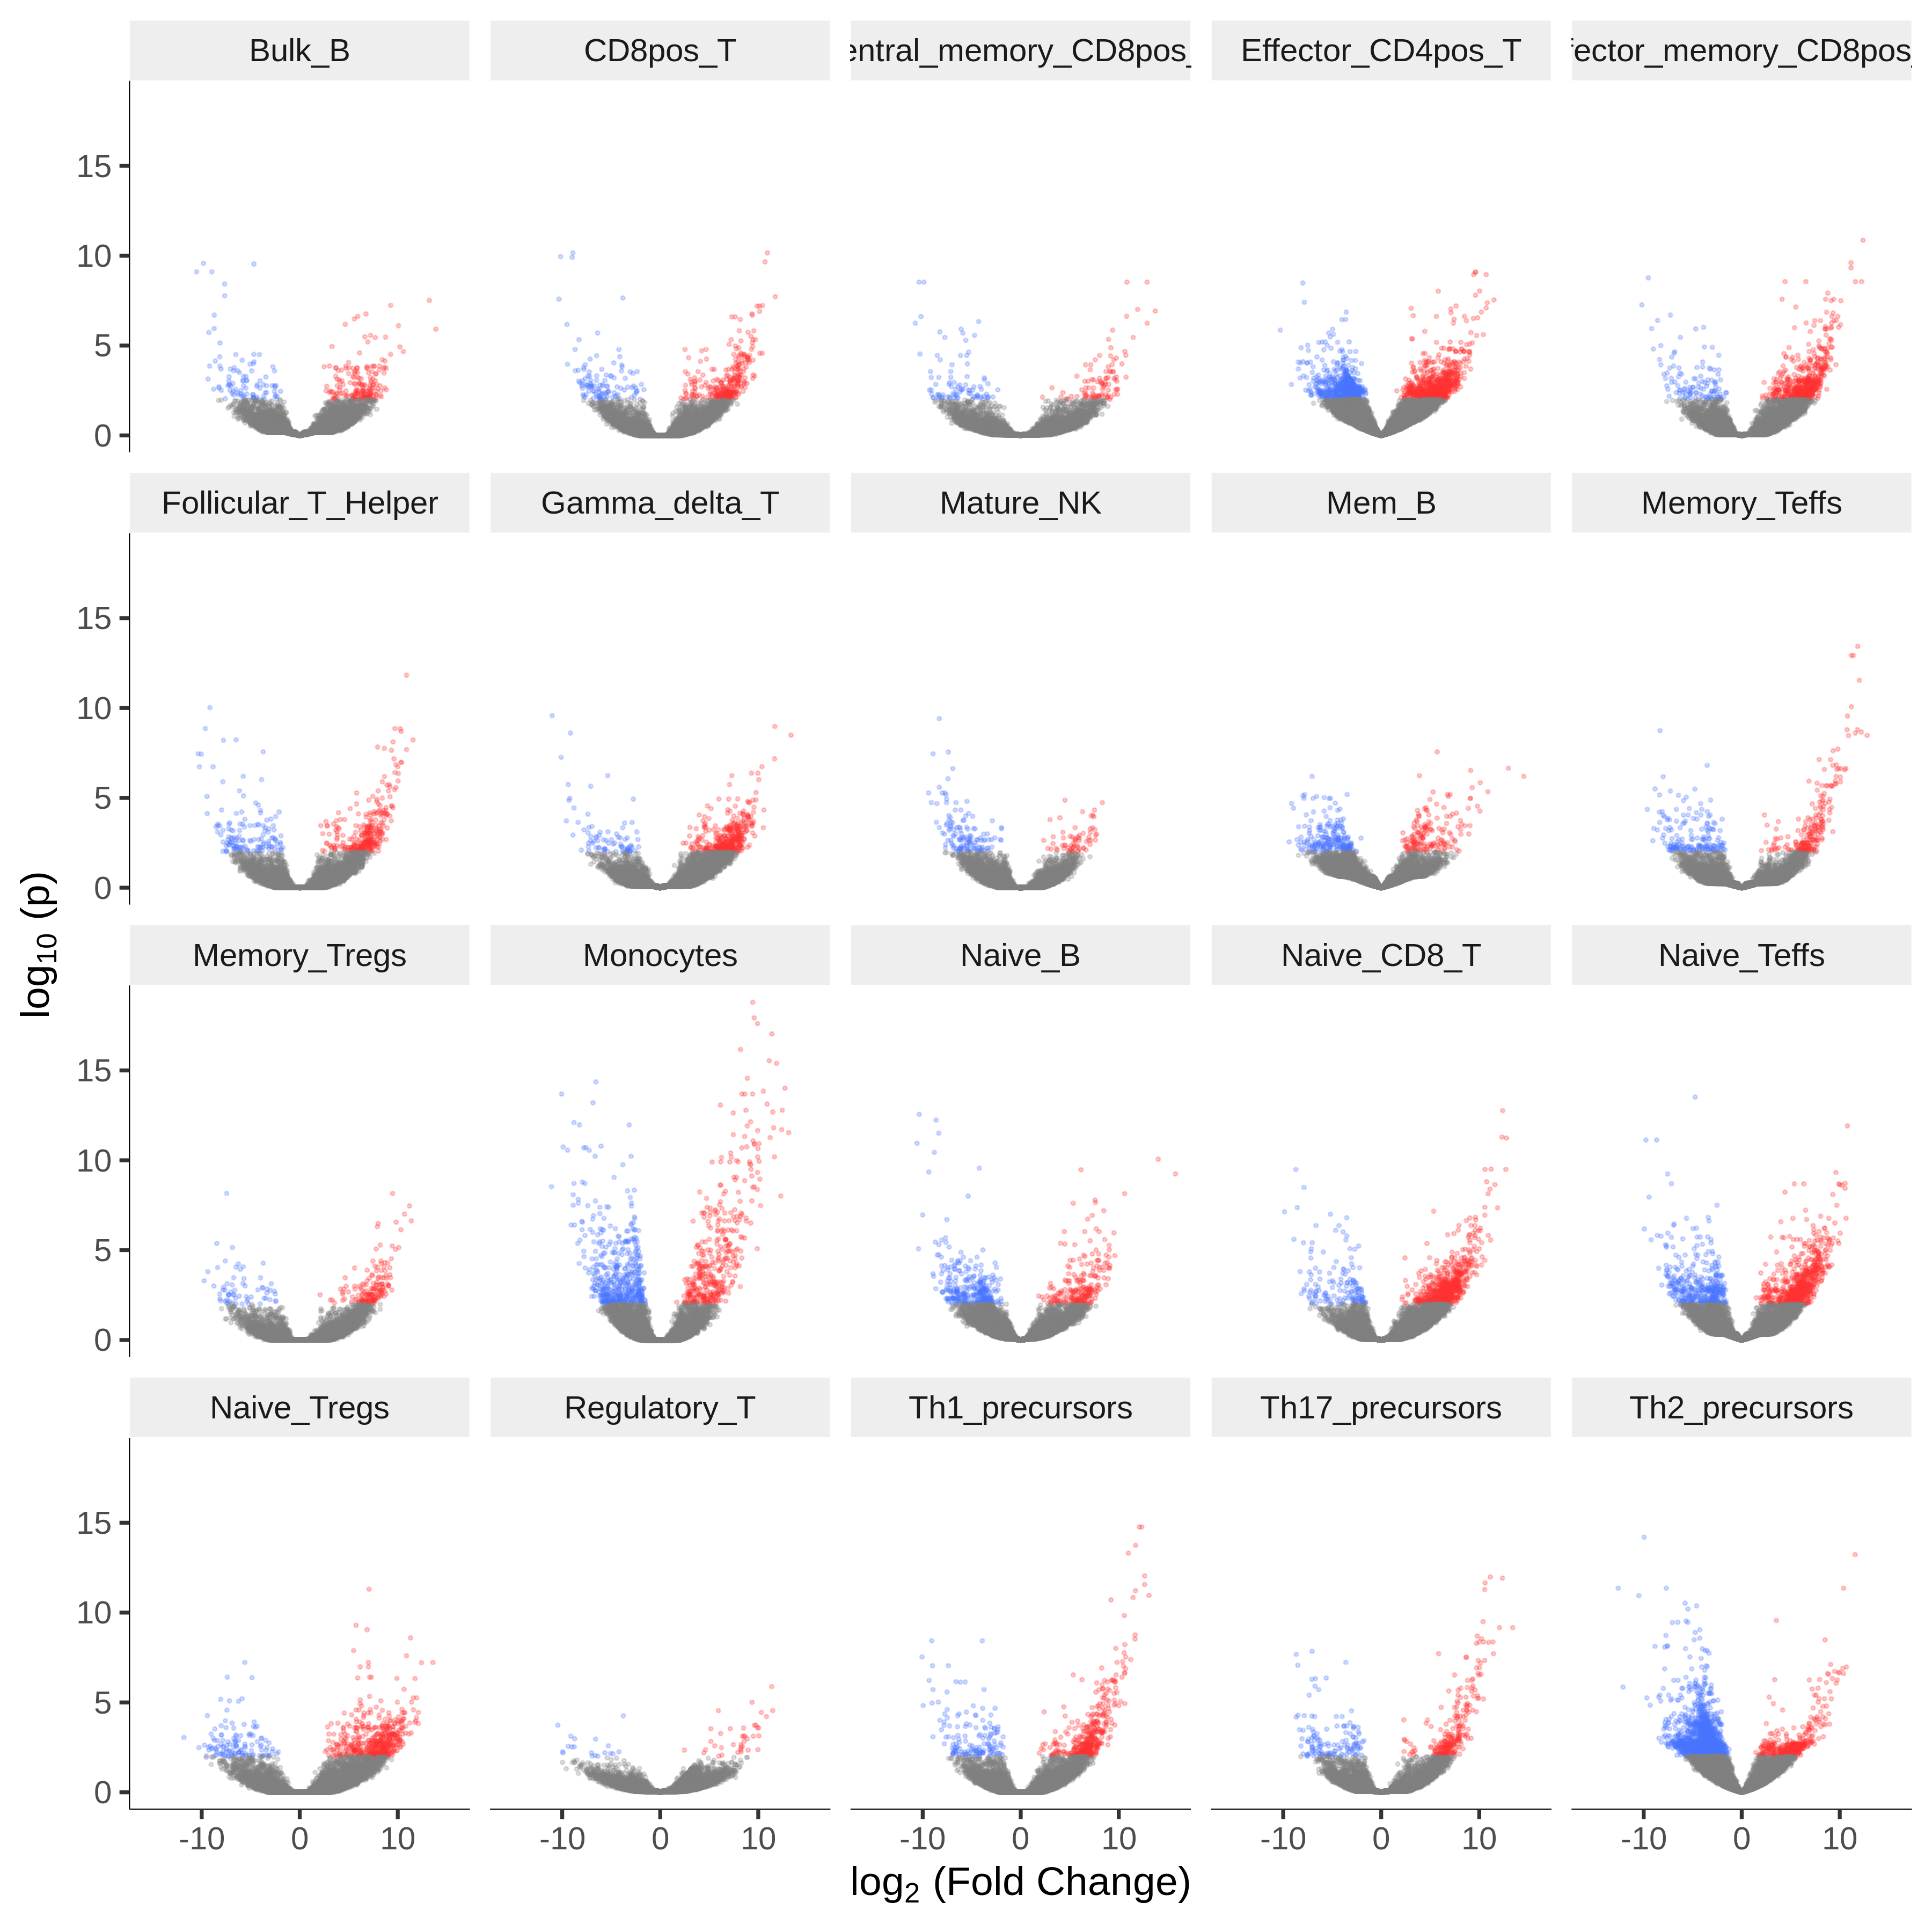 Bulk_B
CD8pos_T
entral_memory_CD8pos_
Effector_CD4pos_T
fector_memory_CD8pos_
15
10
5
0
Follicular_T_Helper
Gamma_delta_T
Mature_NK
Mem_B
Memory_Teffs
15
10
5
0
Memory_Tregs
Monocytes
Naive_B
Naive_CD8_T
Naive_Teffs
15
10
5
0
Naive_Tregs
Regulatory_T
Th1_precursors
Th17_precursors
Th2_precursors
15
10
5
0
-10 0 10
-10 0 10
-10 0 10
-10 0 10
-10 0 10
log₂ (Fold Change)
log₁₀ (p)